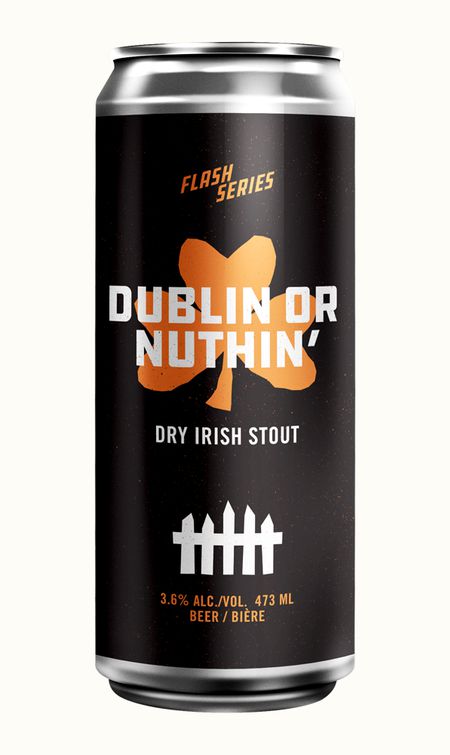 FLASH
SERIES
DUBLIN OR
NUTHIN'
DRY IRISH STOUT
3.6% ALC./VOL. 473 ML
BEER / BIÈRE